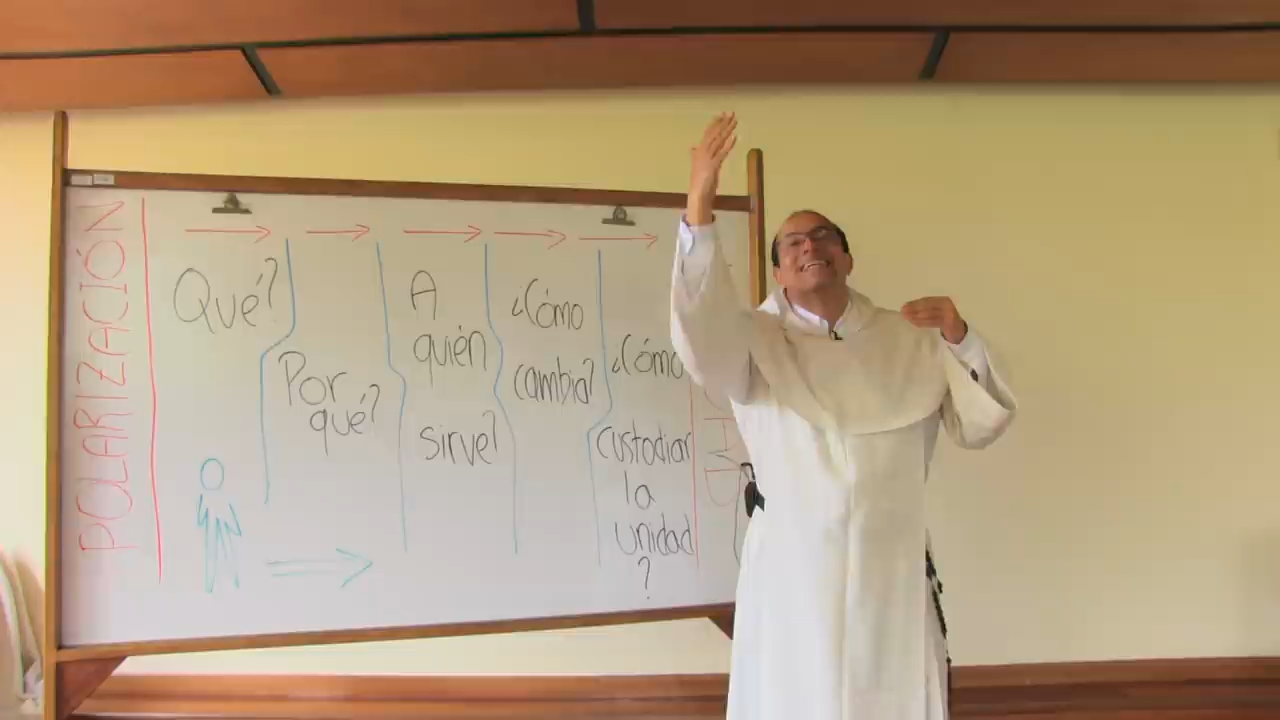 POLARIZACIÓN
Qué?
Por
qué?
A
quién
sirve?
¿Cómo
cambia?
¿Cómo
custodiar
la
unidad
?